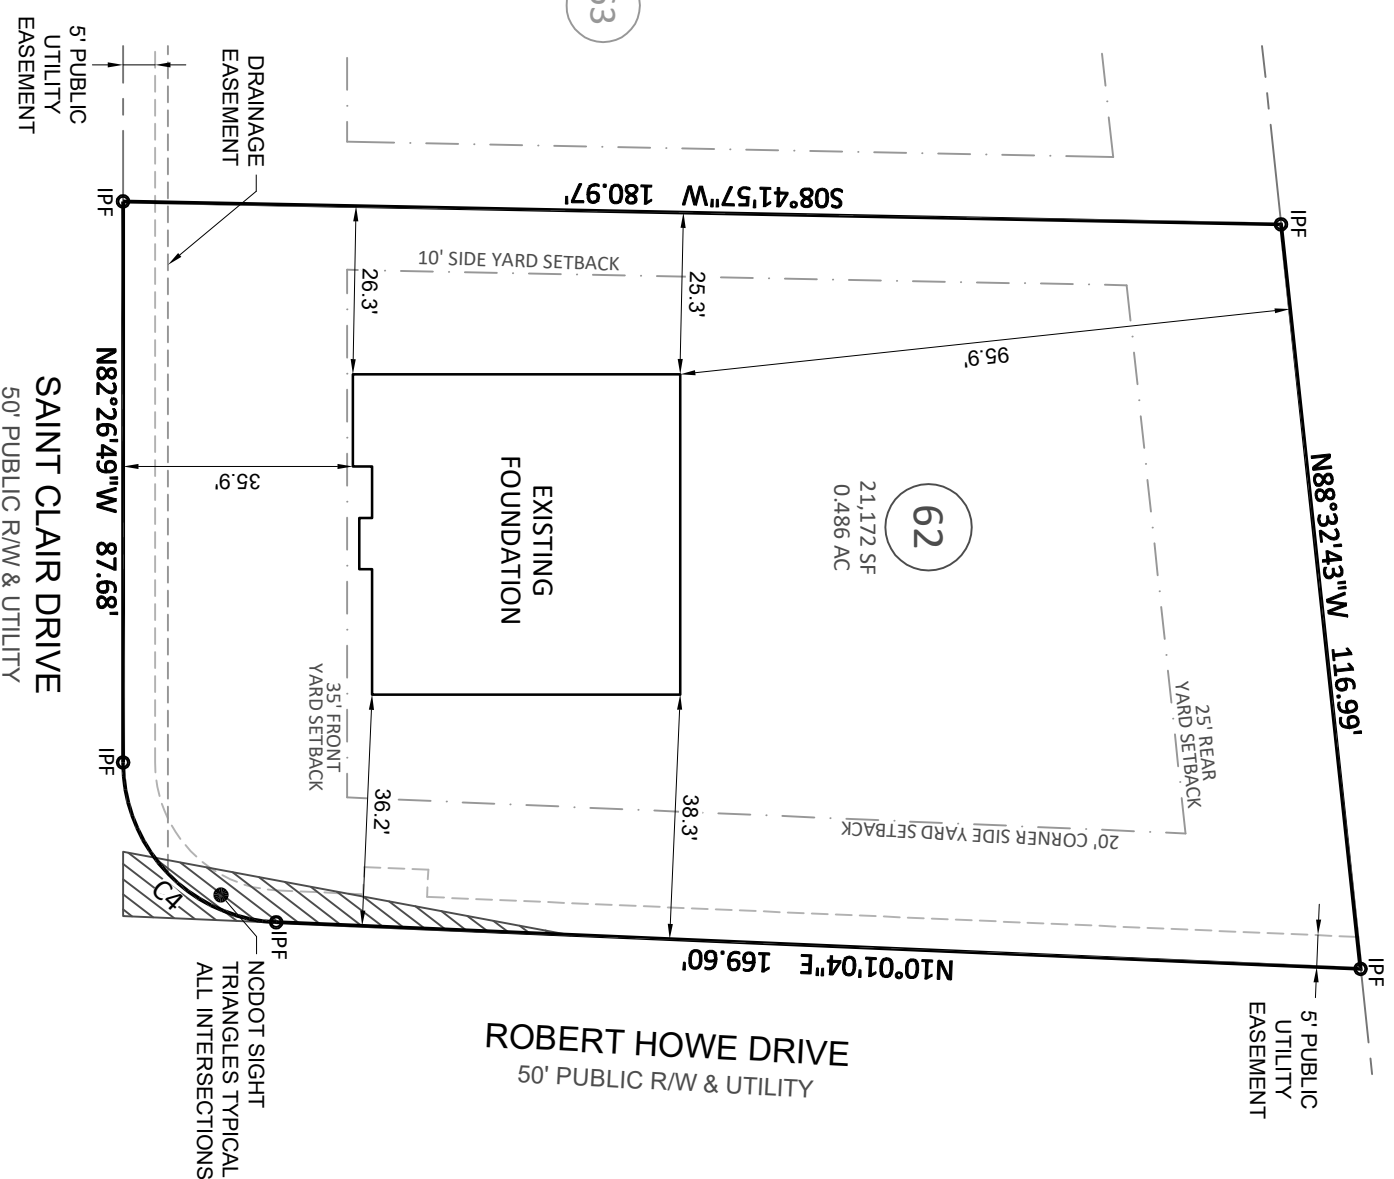 63
5' PUBLIC
UTILITY
EASEMENT
DRAINAGE
EASEMENT
IPF
S08°41'57"W 180.97'
IPF
10' SIDE YARD SETBACK
26.3'
25.3'
95.9'
N88°32'43"W 116.99'
N82°26'49"W 87.68'
SAINT CLAIR DRIVE
50' PUBLIC R/W & UTILITY
35.9'
EXISTING
FOUNDATION
62
21,172 SF
0.486 AC
35' FRONT
YARD SETBACK
25' REAR
YARD SETBACK
IPF
36.2'
38.3'
20' CORNER SIDE YARD SETBACK
C4
IPF
N10°01'04"E 169.60'
IPF
NCDOT SIGHT
TRIANGLES TYPICAL
ALL INTERSECTIONS
ROBERT HOWE DRIVE
50' PUBLIC R/W & UTILITY
5' PUBLIC
UTILITY
EASEMENT